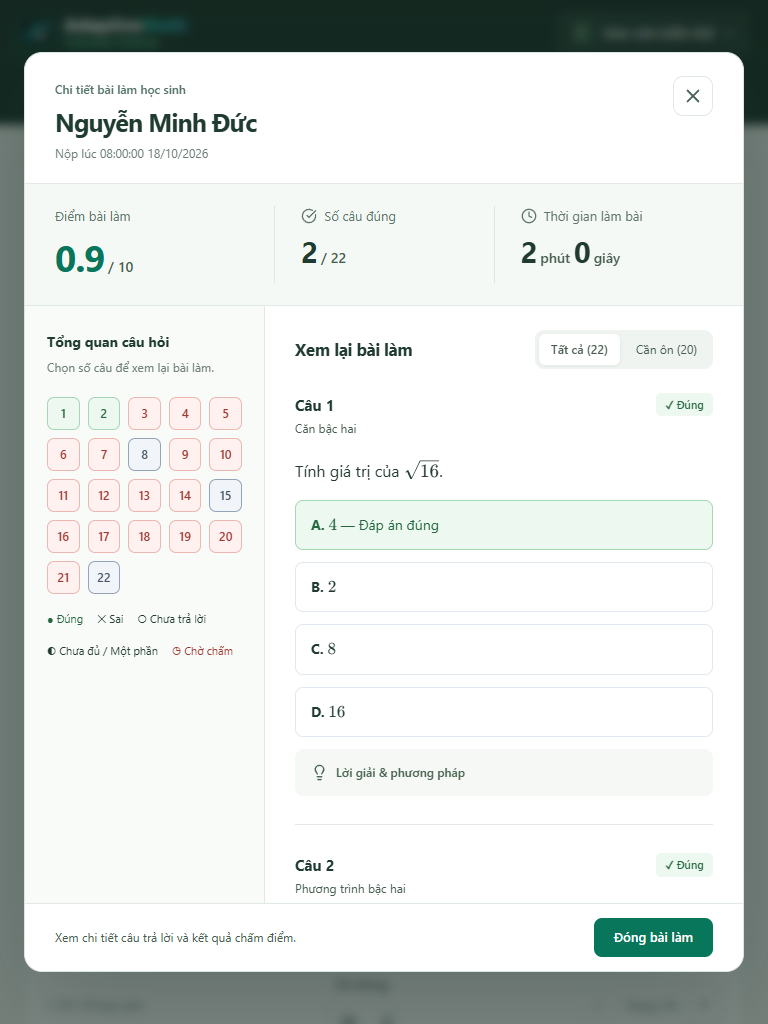 Chi tiết bài làm học sinh
Nguyễn Minh Đức
Nộp lúc 08:00:00 18/10/2026
Điểm bài làm
0.9 / 10
Số câu đúng
2 / 22
Thời gian làm bài
2 phút 0 giây
Tổng quan câu hỏi
Chọn số câu để xem lại bài làm.
1 2 3 4 5
6 7 8 9 10
11 12 13 14 15
16 17 18 19 20
21 22
Đúng Sai Chưa trả lời
Chưa đủ / Một phần Chờ chấm
Xem lại bài làm
Tất cả (22) Cần ôn (20)
Câu 1
✓ Đúng
Căn bậc hai
Tính giá trị của √16.
A. 4 — Đáp án đúng
B. 2
C. 8
D. 16
Lời giải & phương pháp
Câu 2
✓ Đúng
Phương trình bậc hai
Xem chi tiết câu trả lời và kết quả chấm điểm.
Đóng bài làm